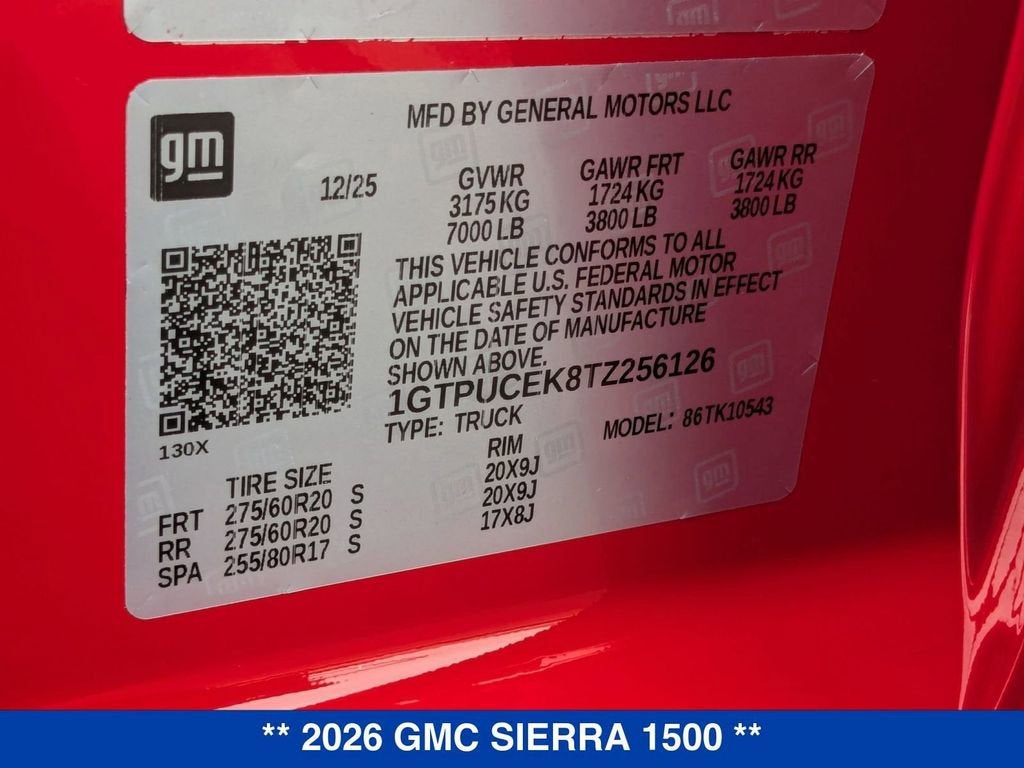 gm
MFD BY GENERAL MOTORS LLC
12/25
GVWR GAWR FRT GAWR RR
3175 KG 1724 KG 1724 KG
7000 LB 3800 LB 3800 LB
THIS VEHICLE CONFORMS TO ALL
APPLICABLE U.S. FEDERAL MOTOR
VEHICLE SAFETY STANDARDS IN EFFECT
ON THE DATE OF MANUFACTURE
SHOWN ABOVE.
1GTPUCEK8TZ256126
TYPE: TRUCK MODEL: 86TK10543
130X
TIRE SIZE RIM
FRT 275/60R20 S 20X9J
RR 275/60R20 S 20X9J
SPA 255/80R17 S 17X8J
** 2026 GMC SIERRA 1500 **